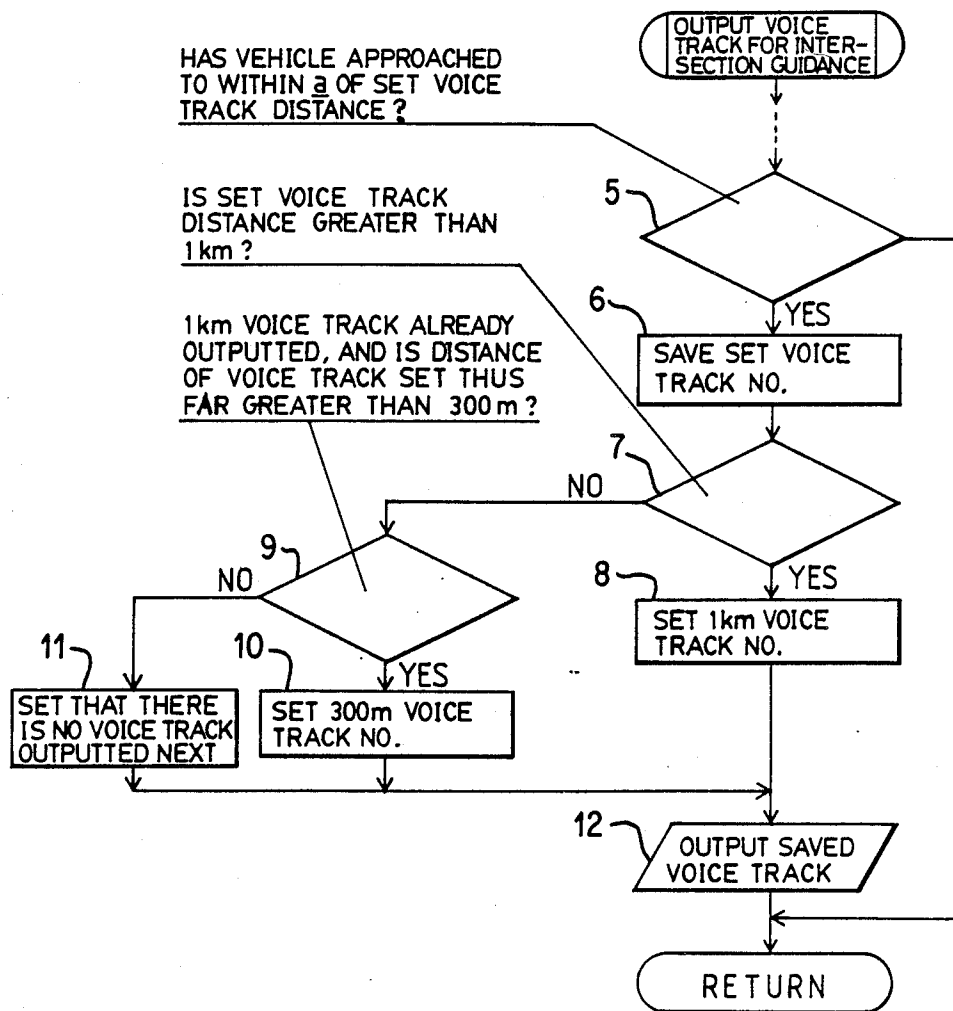 OUTPUT VOICE
TRACK FOR INTER-
SECTION GUIDANCE
HAS VEHICLE APPROACHED
TO WITHIN a OF SET VOICE
TRACK DISTANCE?
5
IS SET VOICE TRACK
DISTANCE GREATER THAN
1km?
YES
6
SAVE SET VOICE
TRACK NO.
1km VOICE TRACK ALREADY
OUTPUTTED, AND IS DISTANCE
OF VOICE TRACK SET THUS
FAR GREATER THAN 300m?
7
NO
YES
9
NO
8
SET 1km VOICE
TRACK NO.
YES
11
SET THAT THERE
IS NO VOICE TRACK
OUTPUTTED NEXT
10
SET 300m VOICE
TRACK NO.
12
OUTPUT SAVED
VOICE TRACK
RETURN